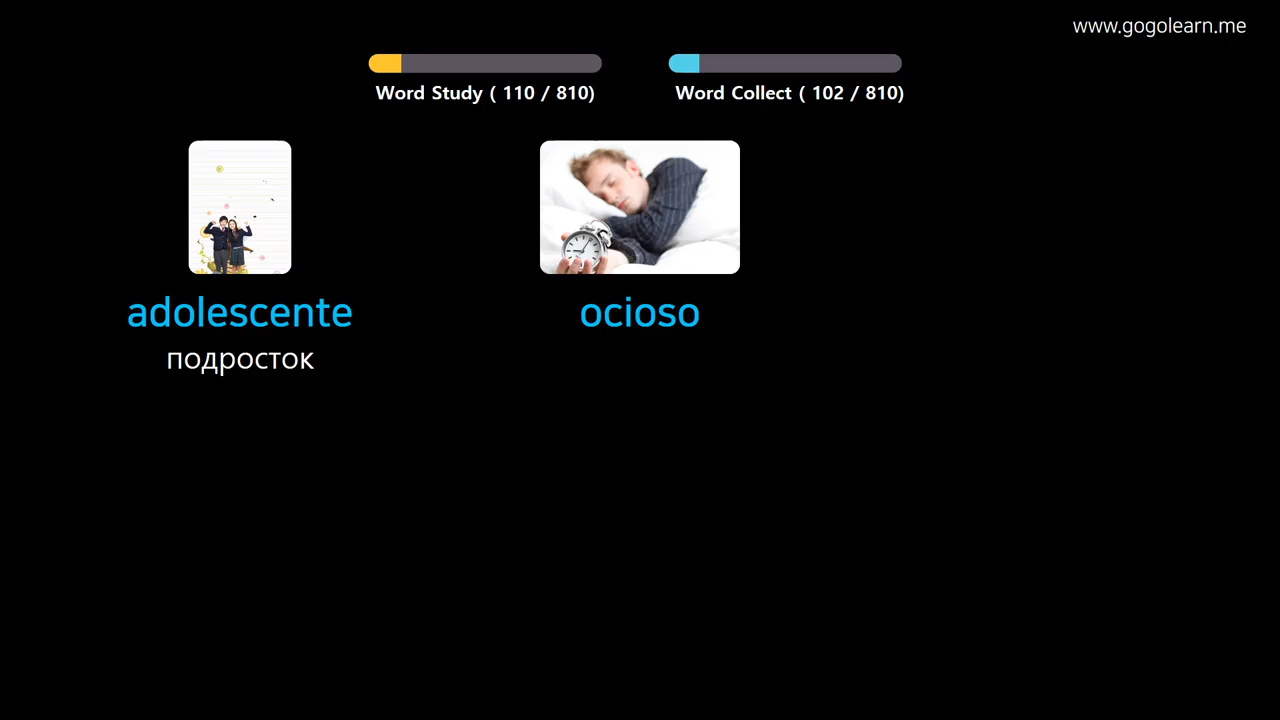 www.gogolearn.me
Word Study ( 110 / 810)
Word Collect ( 102 / 810)
adolescente
ocioso
подросток